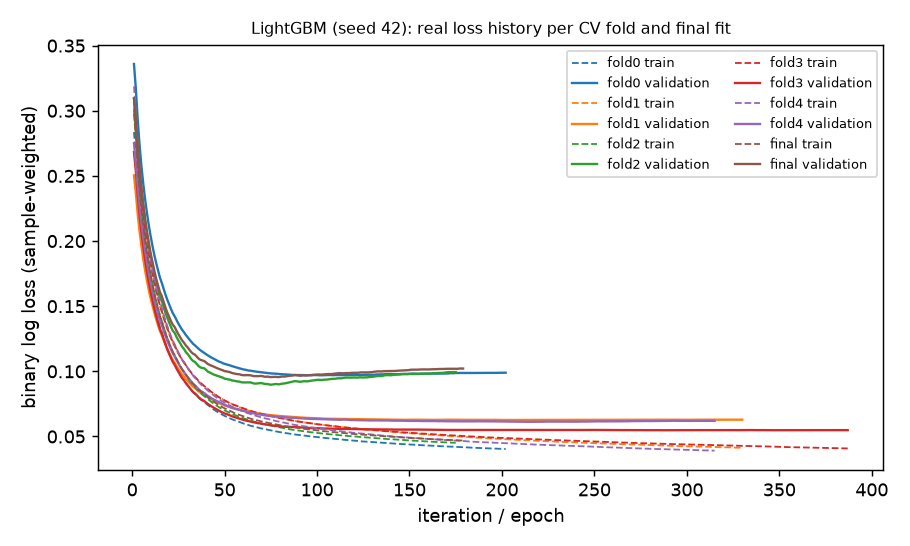 LightGBM (seed 42): real loss history per CV fold and final fit
0.35
0.30
0.25
0.20
0.15
0.10
0.05
binary log loss (sample-weighted)
fold0 train
fold0 validation
fold1 train
fold1 validation
fold2 train
fold2 validation
fold3 train
fold3 validation
fold4 train
fold4 validation
final train
final validation
0 50 100 150 200 250 300 350 400
iteration / epoch